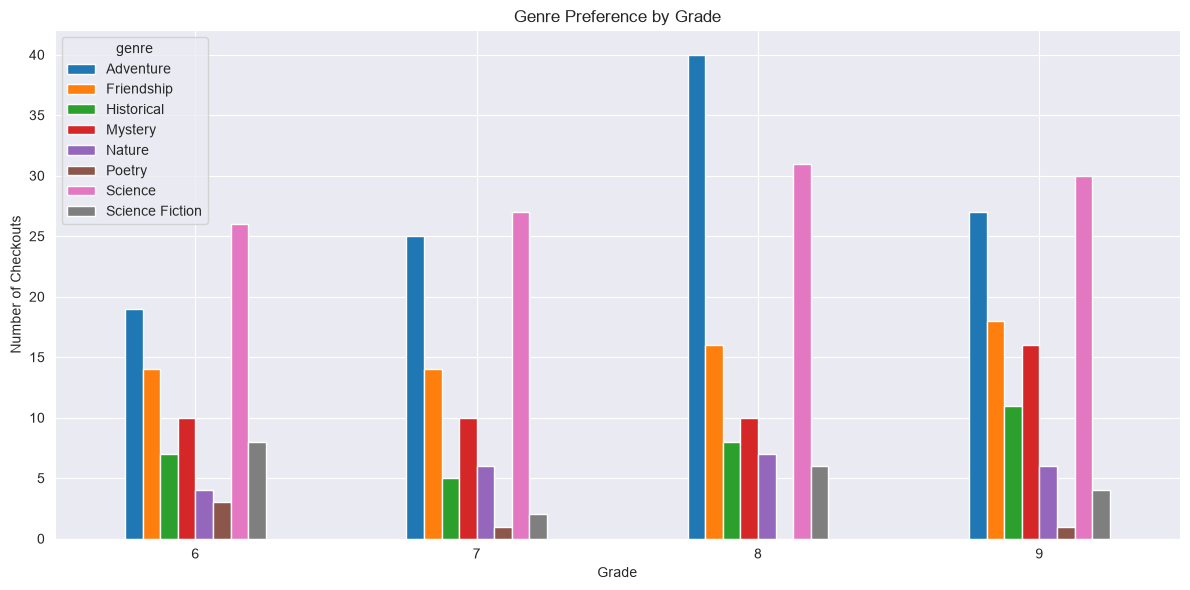 Genre Preference by Grade
genre
Adventure
Friendship
Historical
Mystery
Nature
Poetry
Science
Science Fiction
Number of Checkouts
40
35
30
25
20
15
10
5
0
6 7 8 9
Grade